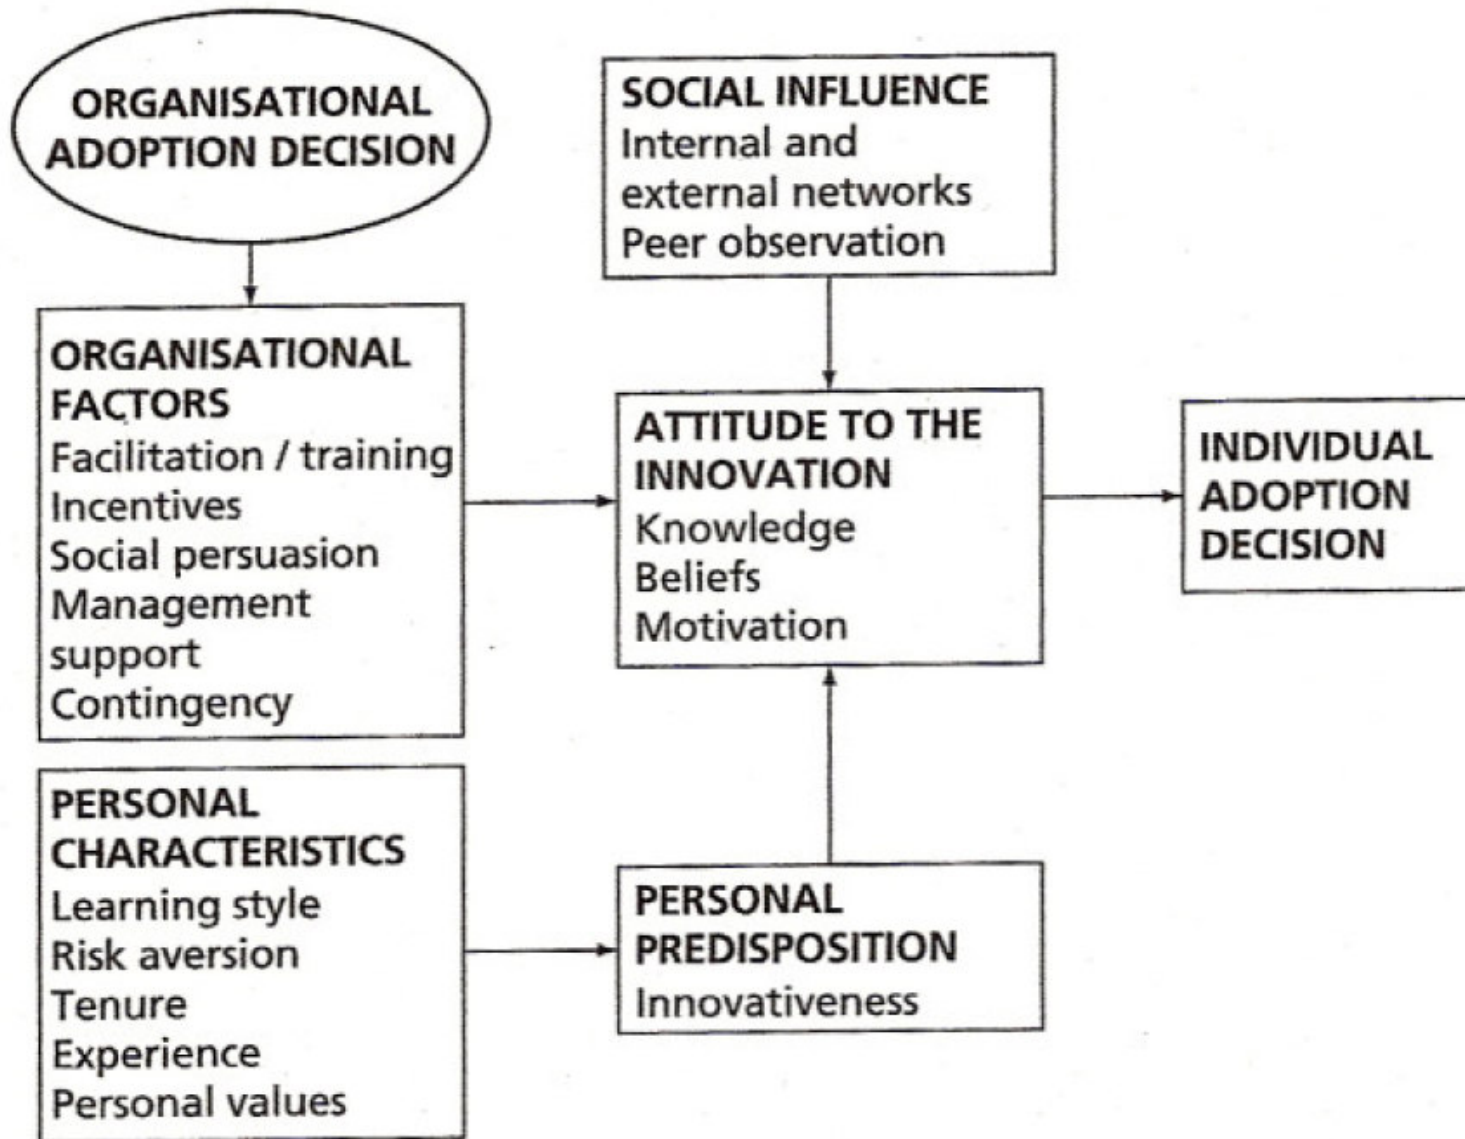 ORGANISATIONAL
ADOPTION DECISION
SOCIAL INFLUENCE
Internal and
external networks
Peer observation
ORGANISATIONAL
FACTORS
Facilitation / training
Incentives
Social persuasion
Management
support
Contingency
ATTITUDE TO THE
INNOVATION
Knowledge
Beliefs
Motivation
INDIVIDUAL
ADOPTION
DECISION
PERSONAL
CHARACTERISTICS
Learning style
Risk aversion
Tenure
Experience
Personal values
PERSONAL
PREDISPOSITION
Innovativeness